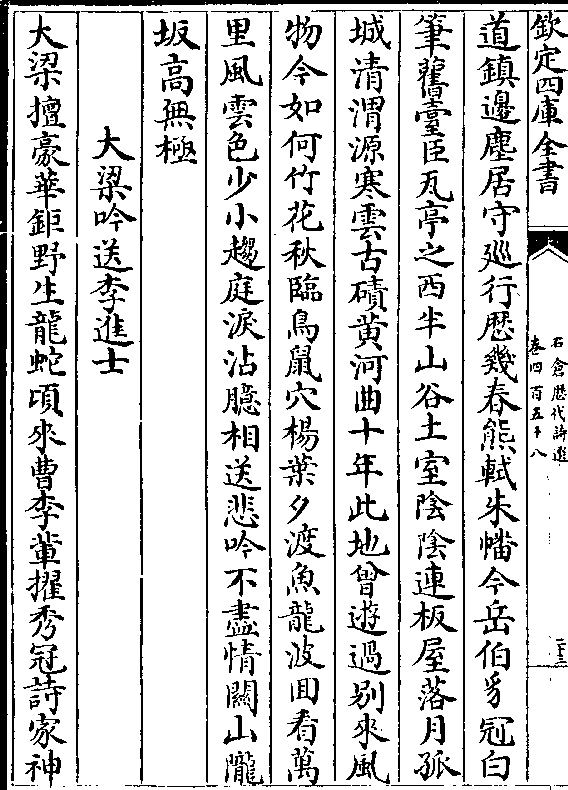 欽定四庫全書
石倉歴代詩選
卷四百五十八
二十三
道鎮邊塵居守廵行歴幾春熊軾朱幡今岳伯豸冠白
筆舊臺臣瓦亭之西半山谷土室陰陰連板屋落月孤
城清渭源寒雲古磧黄河曲十年此地曾遊過别來風
物今如何竹花秋臨鳥鼠穴楊葉夕渡魚龍波回看萬
里風雲色少小趨庭淚沾臆相送悲吟不盡情關山隴
坂高無極
大梁吟送李進士
大梁擅豪華鉅野生龍蛇頃來曹李輩擢秀冠詩家神